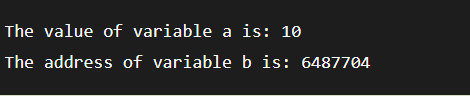 The value of variable a is: 10
The address of variable b is: 6487704